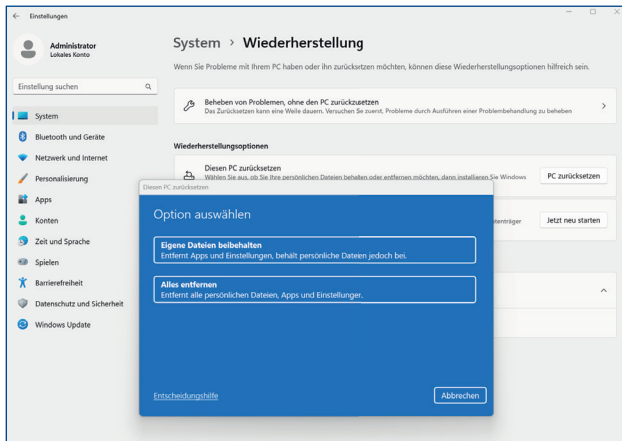 Einstellungen
Administrator
Lokales Konto
Einstellung suchen
System
Bluetooth und Geräte
Netzwerk und Internet
Personalisierung
Apps
Konten
Zeit und Sprache
Spielen
Barrierefreiheit
Datenschutz und Sicherheit
Windows Update
System > Wiederherstellung
Wenn Sie Probleme mit Ihrem PC haben oder ihn zurücksetzen möchten, können diese Wiederherstellungsoptionen hilfreich sein.
Beheben von Problemen, ohne den PC zurückzusetzen
Das Zurücksetzen kann eine Weile dauern. Versuchen Sie zuerst, Probleme durch Ausführen einer Problembehandlung zu beheben
Wiederherstellungsoptionen
Diesen PC zurücksetzen
Wählen Sie aus, ob Sie Ihre persönlichen Dateien behalten oder entfernen möchten, dann installieren Sie Windows
PC zurücksetzen
Jetzt neu starten
Diesen PC zurücksetzen
Option auswählen
Eigene Dateien beibehalten
Entfernt Apps und Einstellungen, behält persönliche Dateien jedoch bei.
Alles entfernen
Entfernt alle persönlichen Dateien, Apps und Einstellungen.
Entscheidungshilfe
Abbrechen